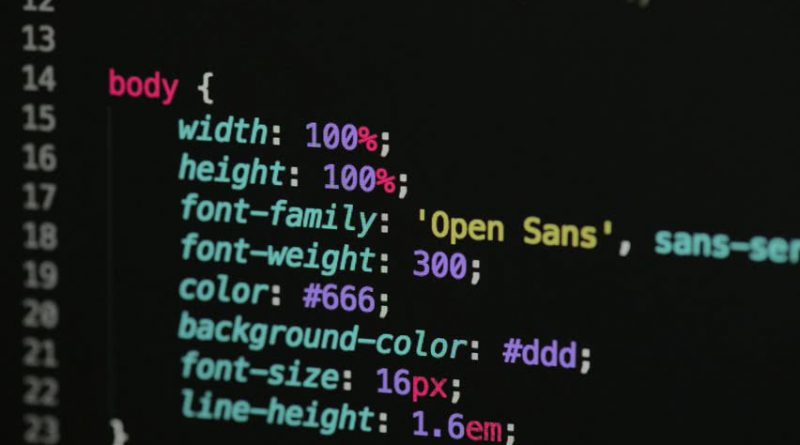 12
13
14 body {
15 width: 100%;
16 height: 100%;
17 font-family: 'Open Sans', sans-ser
18 font-weight: 300;
19 color: #666;
20 background-color: #ddd;
21 font-size: 16px;
22 line-height: 1.6em;
23 }